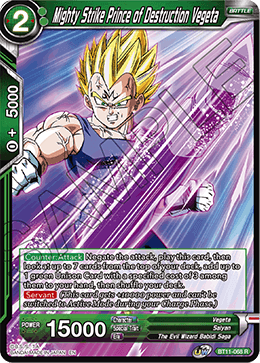 2
Mighty Strike Prince of Destruction Vegeta
BATTLE
0 + 5000
Counter Attack Negate the attack, play this card, then
look at up to 7 cards from the top of your deck, add up to
1 green Unison Card with a specified cost of 2 among
them to your hand, then shuffle your deck.
Servant (This card gets +10000 power and can't be
switched to Active Mode during your Charge Phase.)
POWER
15000
Character
Vegeta
Special Trait
Saiyan
Era
The Evil Wizard Babidi Saga
BT11-068 R